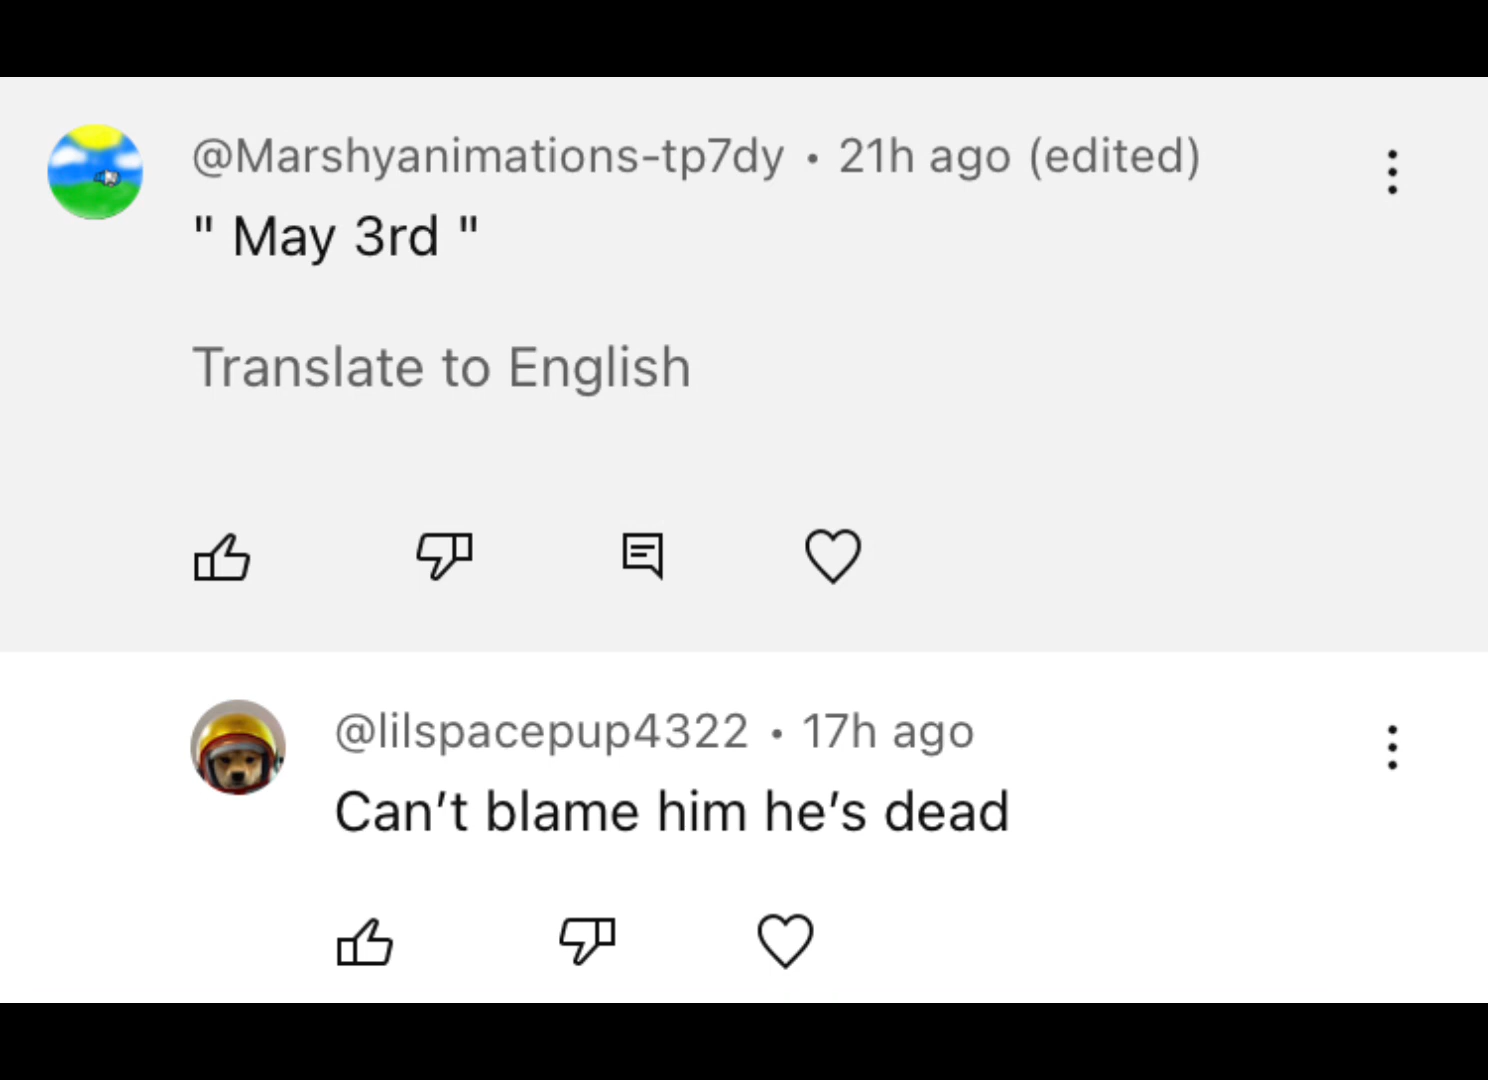 @Marshyanimations-tp7dy • 21h ago (edited)
" May 3rd "
Translate to English
@lilspacepup4322 • 17h ago
Can’t blame him he’s dead